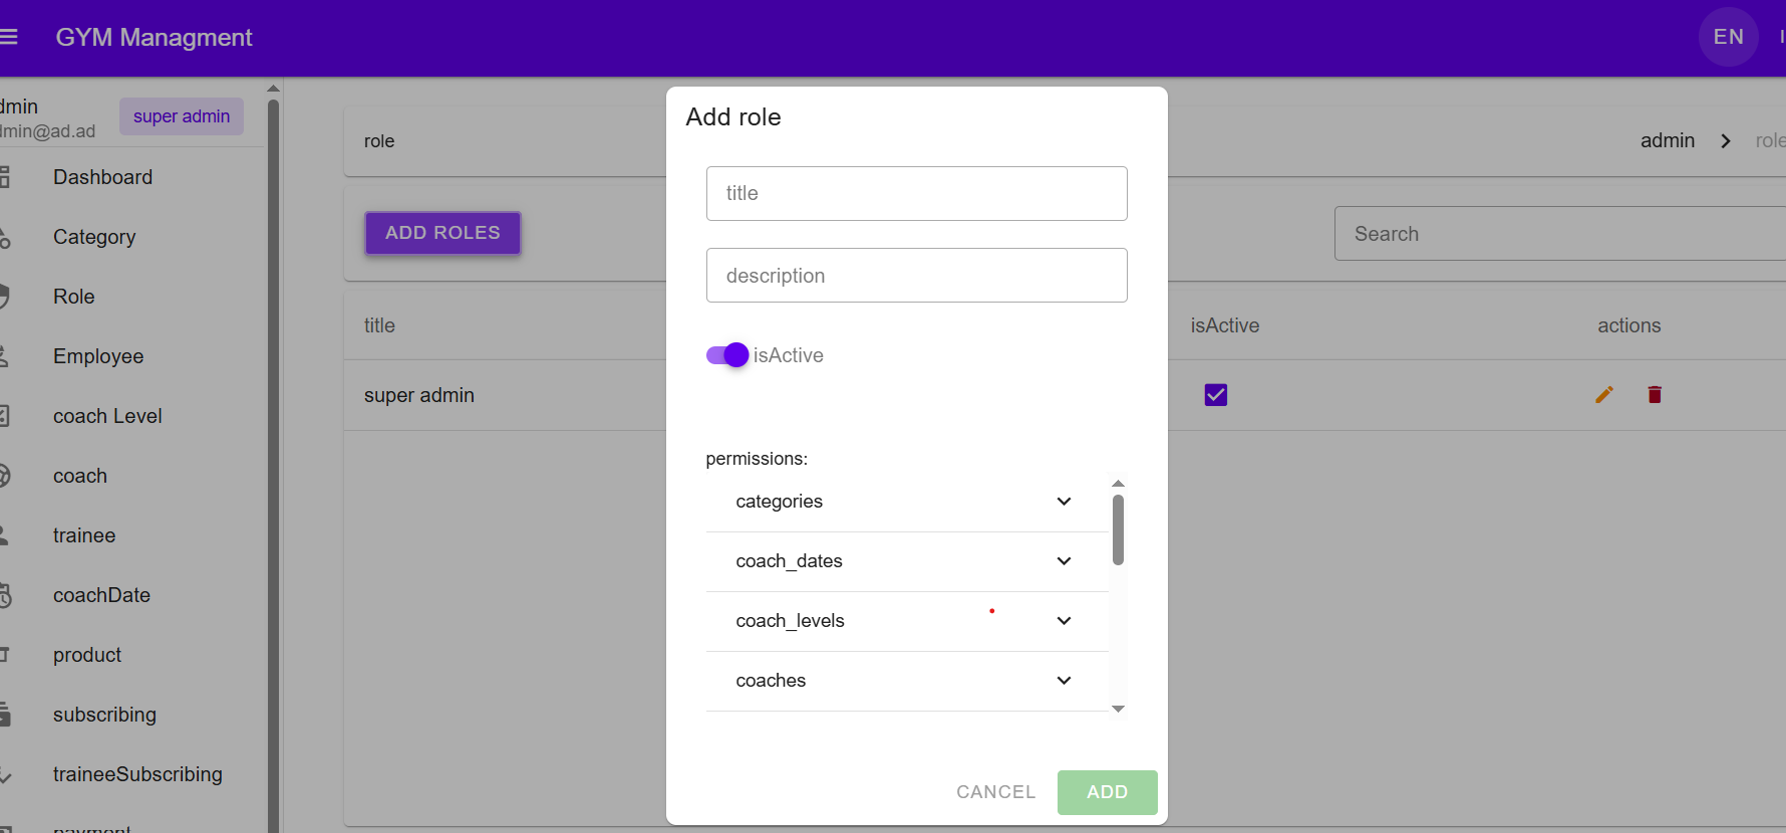 GYM Managment
EN
dmin
dmin@ad.ad
super admin
Dashboard
Category
Role
Employee
coach Level
coach
trainee
coachDate
product
subscribing
traineeSubscribing
role
admin
role
ADD ROLES
Search
title
isActive
actions
super admin
Add role
title
description
isActive
permissions:
categories
coach_dates
coach_levels
coaches
CANCEL
ADD